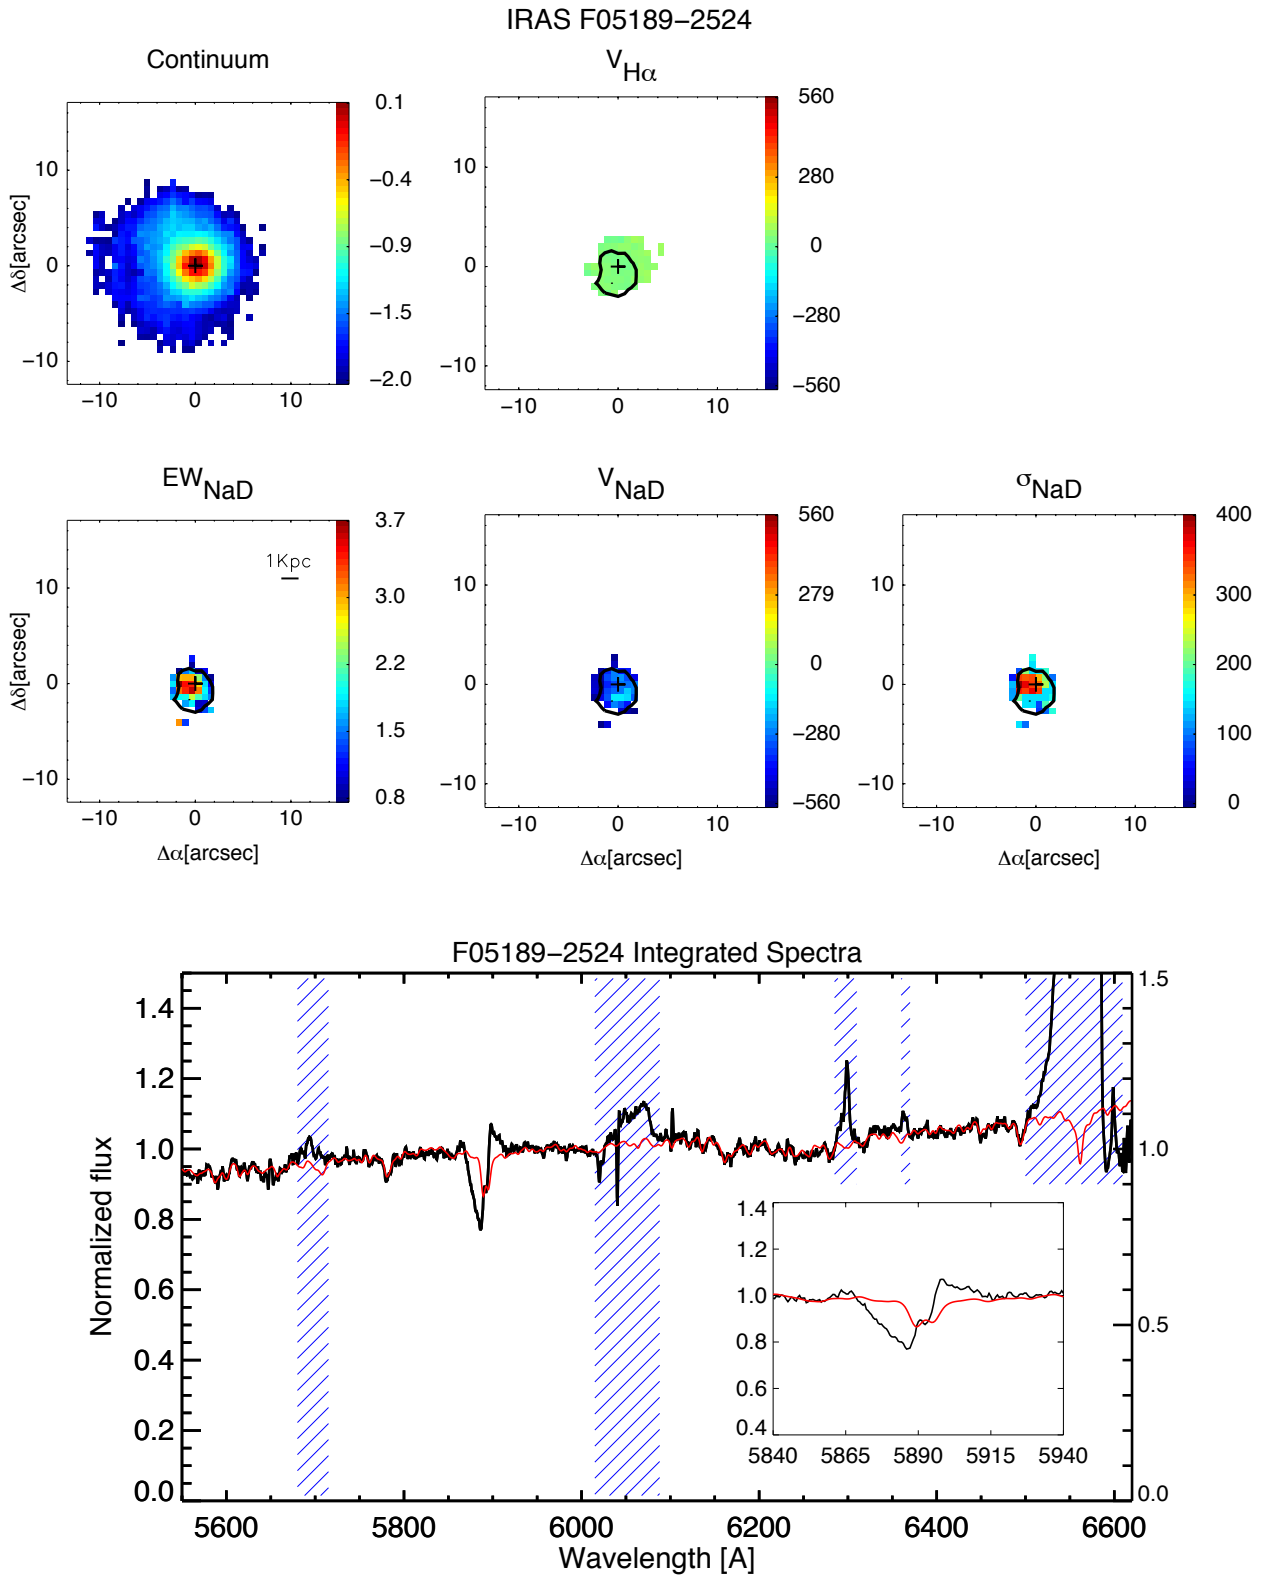 IRAS F05189−2524
Continuum
0.1
−0.4
−0.9
−1.5
−2.0
10
0
−10
Δδ[arcsec]
−10 0 10
VHα
560
280
0
−280
−560
10
0
−10
−10 0 10
EWNaD
1Kpc
3.7
3.0
2.2
1.5
0.8
10
0
−10
Δδ[arcsec]
−10 0 10
Δα[arcsec]
VNaD
560
279
0
−280
−560
10
0
−10
−10 0 10
Δα[arcsec]
σNaD
400
300
200
100
0
10
0
−10
−10 0 10
Δα[arcsec]
F05189−2524 Integrated Spectra
Normalized flux
1.4
1.2
1.0
0.8
0.6
0.4
0.2
0.0
1.5
1.0
0.5
0.0
1.4
1.2
1.0
0.8
0.6
0.4
5840 5865 5890 5915 5940
5600 5800 6000 6200 6400 6600
Wavelength [A]